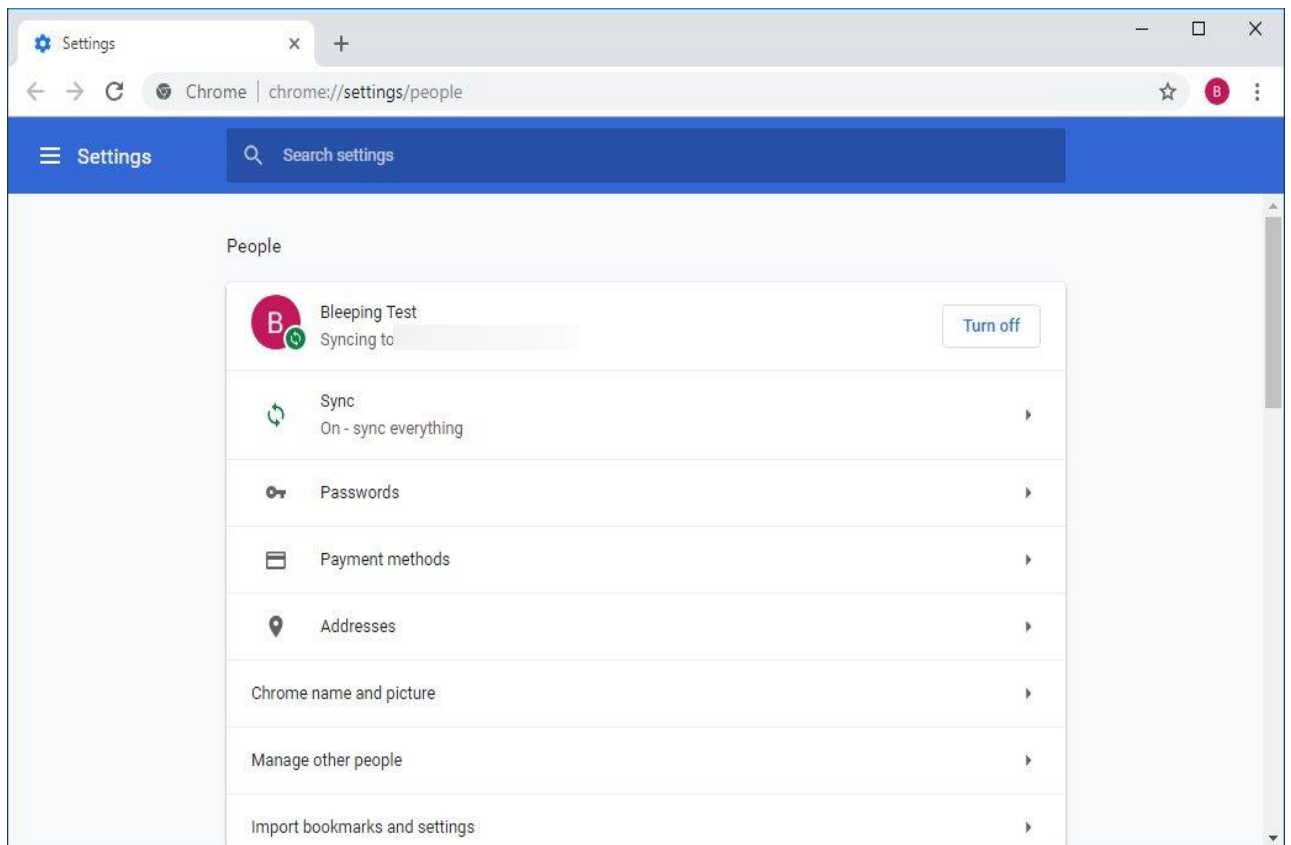 Settings
Chrome | chrome://settings/people
B
Settings
Search settings
People
B
Bleeping Test
Syncing to
Turn off
Sync
On - sync everything
Passwords
Payment methods
Addresses
Chrome name and picture
Manage other people
Import bookmarks and settings